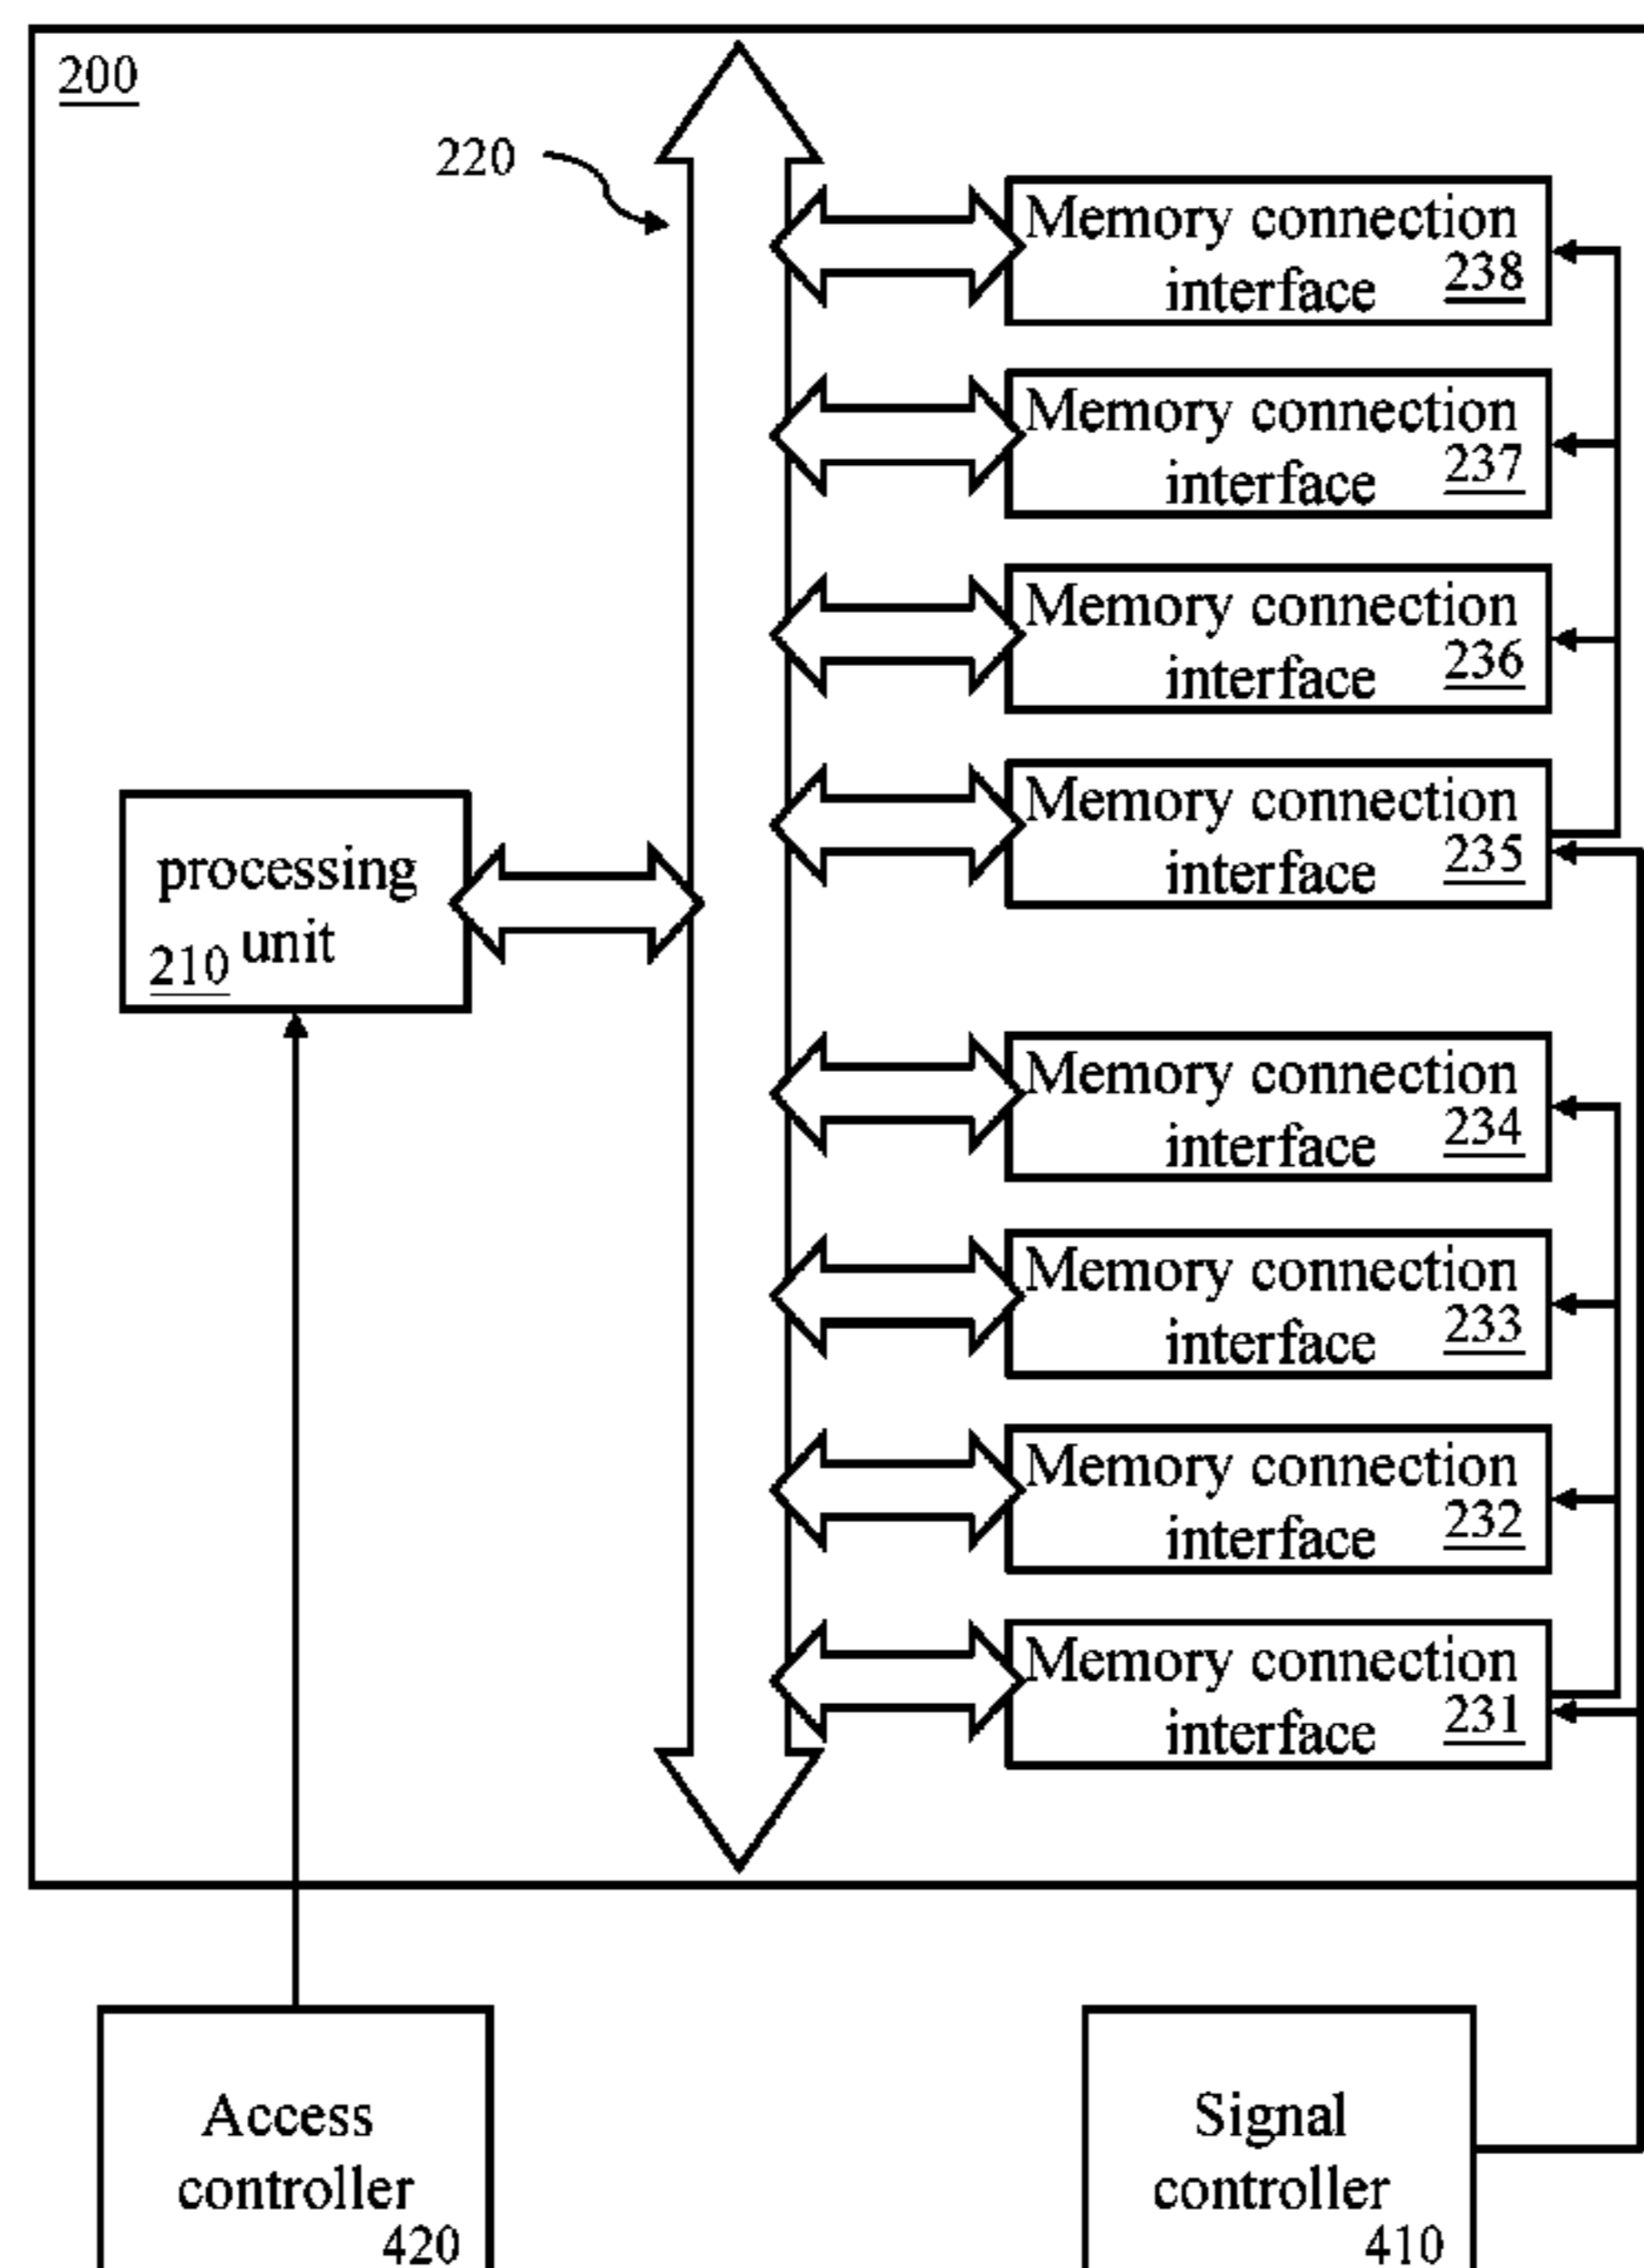 200
220
Memory connection
interface 238
Memory connection
interface 237
Memory connection
interface 236
Memory connection
interface 235
processing
unit
210
Memory connection
interface 234
Memory connection
interface 233
Memory connection
interface 232
Memory connection
interface 231
Access
controller
420
Signal
controller
410